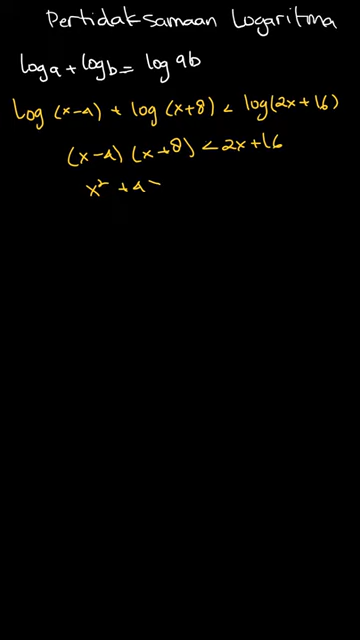 Pertidaksamaan Logaritma
log a + log b = log ab
log (x-4) + log (x+8) < log(2x+16)
(x-4) (x+8) < 2x+16
x² + 4